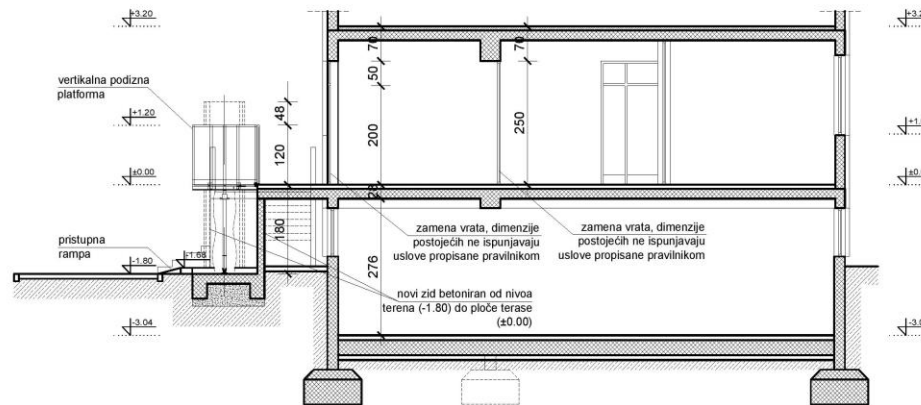 +3.20
+3.2
70
70
50
vertikalna podizna
platforma
48
+1.20
200
250
120
±0.00
28
180
zamena vrata, dimenzije
postojećih ne ispunjavaju
uslove propisane pravilnikom
zamena vrata, dimenzije
postojećih ne ispunjavaju
uslove propisane pravilnikom
pristupna
rampa
-1.80
-1.68
276
novi zid betoniran od nivoa
terena (-1.80) do ploče terase
(±0.00)
-3.04